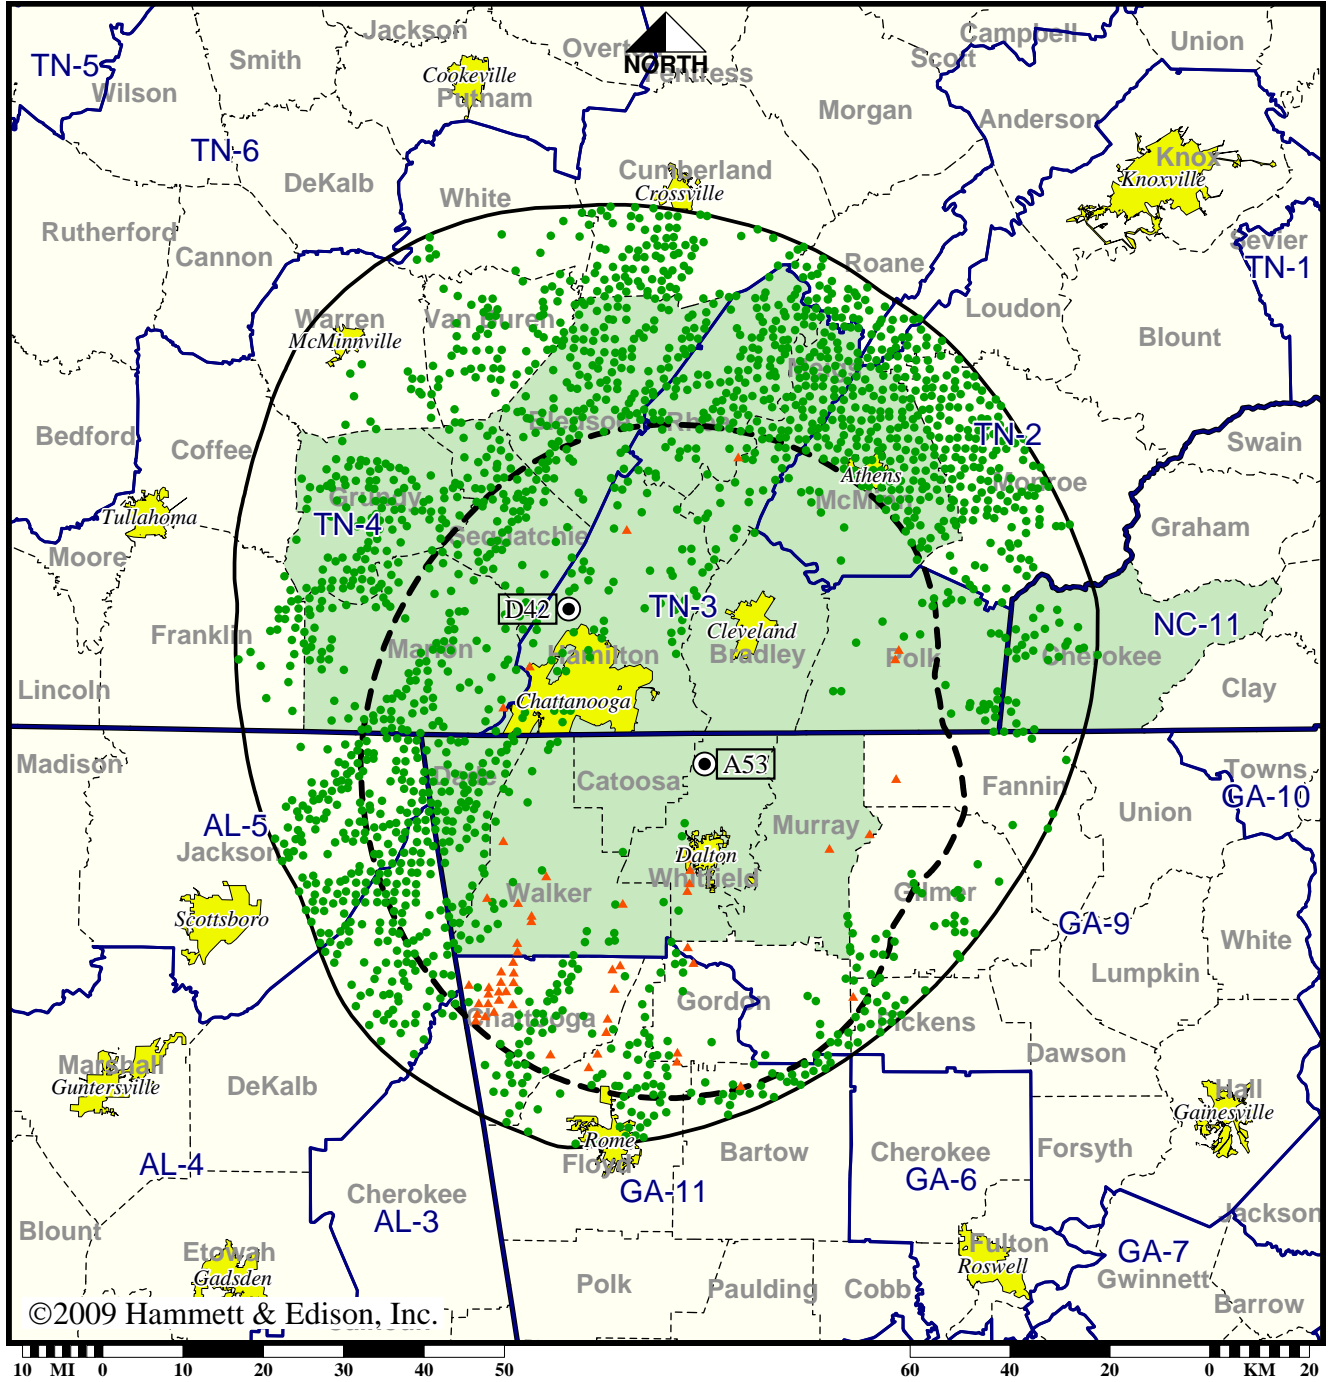 Jackson
Overt
NORTH
Fentress
Campbell
Scott
Union
TN-5
Smith
Wilson
Cookeville
Putnam
Morgan
Anderson
TN-6
DeKalb
White
Cumberland
Crossville
Knox
Knoxville
Rutherford
Cannon
Roane
Sevier
TN-1
Loudon
Blount
Warren
McMinnville
Van Buren
Meigs
Bledsoe
Rhea
Bedford
Coffee
TN-2
Swain
Athens
McMinn
Monroe
Grundy
TN-4
Tullahoma
Graham
Moore
Sequatchie
D42
TN-3
Cleveland
Bradley
NC-11
Franklin
Marion
Hamilton
Polk
Cherokee
Lincoln
Chattanooga
Clay
Madison
Dade
Catoosa
A53
Fannin
Towns
GA-10
Union
AL-5
Jackson
Murray
Dalton
Whitfield
Walker
Gilmer
Scottsboro
GA-9
White
Lumpkin
Gordon
Chattooga
Pickens
Dawson
Marshall
Guntersville
DeKalb
Hall
Gainesville
Rome
Floyd
Bartow
Cherokee
GA-6
Forsyth
AL-4
GA-11
Cherokee
AL-3
Jackson
Blount
Etowah
Gadsden
Fulton
Roswell
GA-7
Gwinnett
Polk
Paulding
Cobb
Barrow
©2009 Hammett & Edison, Inc.
10 MI 0 10 20 30 40 50 60 40 20 0 KM 20